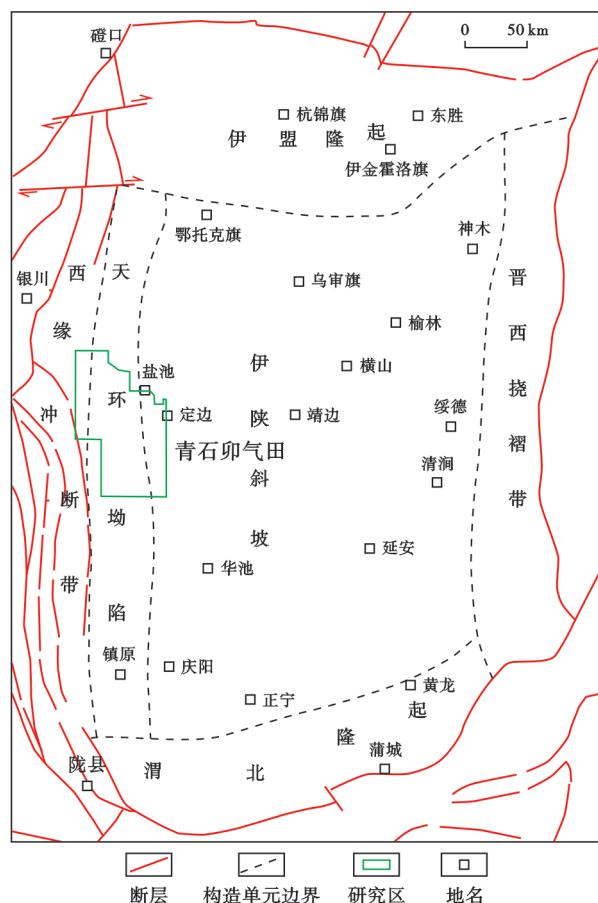 磴口
0 50 km
杭锦旗
东胜
伊盟隆起
伊金霍洛旗
鄂托克旗
神木
银川
西缘冲断带
天环坳陷
乌审旗
晋西挠褶带
榆林
伊陕斜坡
横山
盐池
定边
靖边
绥德
青石卯气田
清涧
延安
华池
镇原
庆阳
正宁
黄龙
渭北隆起
蒲城
陇县
断层
构造单元边界
研究区
地名